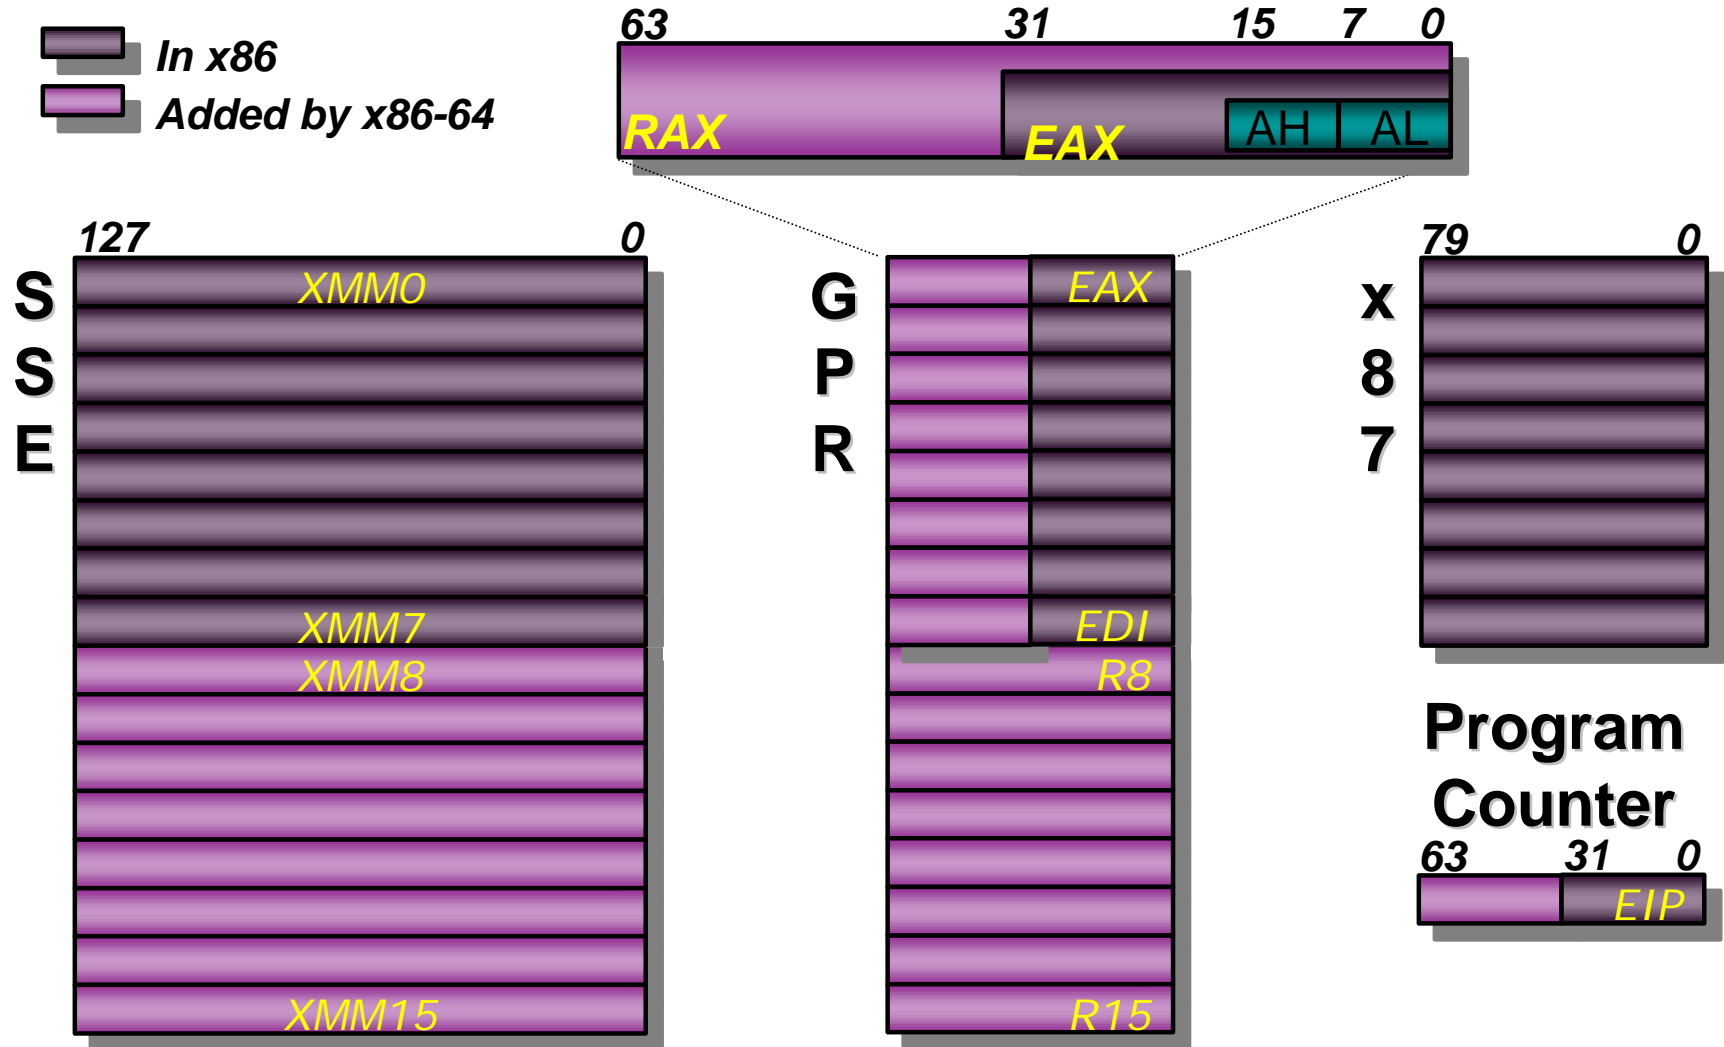 63 31 15 7 0
In x86
Added by x86-64
RAX EAX AH AL
127 0
S
S
E
XMM0
XMM7
XMM8
XMM15
G
P
R
EAX
EDI
R8
R15
79 0
x
8
7
Program
Counter
63 31 0
EIP